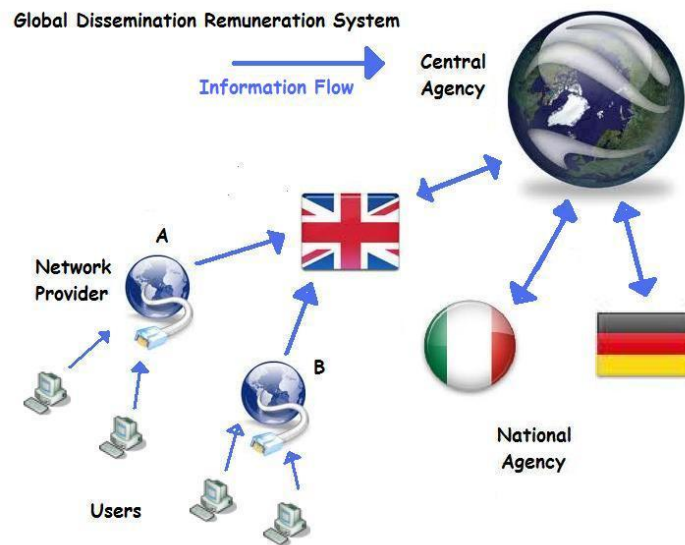 Global Dissemination Remuneration System
Information Flow
Central
Agency
A
Network
Provider
B
National
Agency
Users